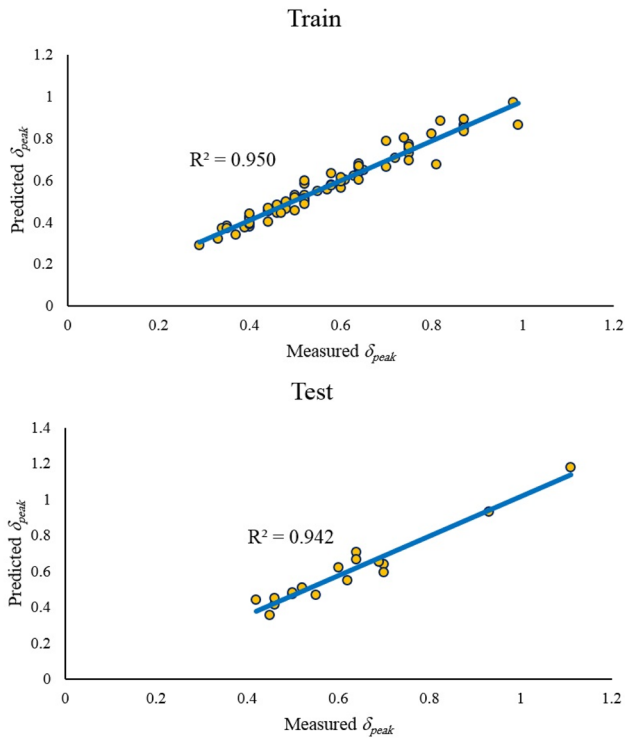 Train
1.2
1
0.8
0.6
0.4
0.2
0
Predicted δpeak
R² = 0.950
0 0.2 0.4 0.6 0.8 1 1.2
Measured δpeak
Test
1.4
1.2
1
0.8
0.6
0.4
0.2
0
Predicted δpeak
R² = 0.942
0 0.2 0.4 0.6 0.8 1 1.2
Measured δpeak